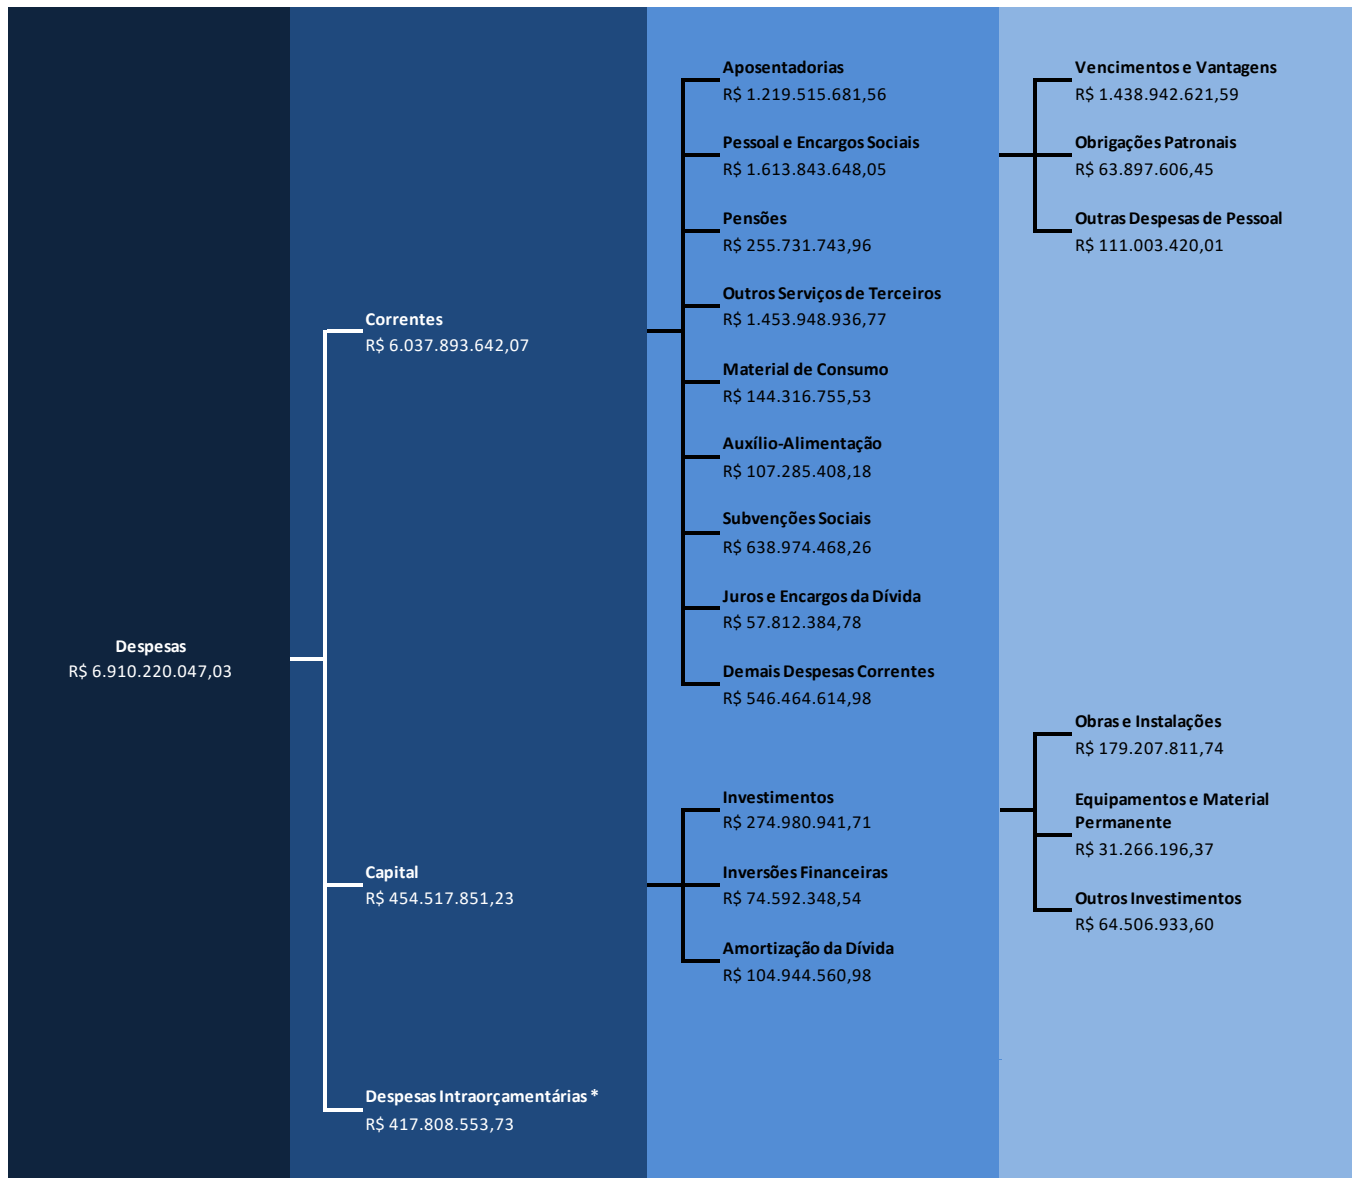 Despesas
R$ 6.910.220.047,03
Correntes
R$ 6.037.893.642,07
Capital
R$ 454.517.851,23
Despesas Intraorçamentárias *
R$ 417.808.553,73
Aposentadorias
R$ 1.219.515.681,56
Pessoal e Encargos Sociais
R$ 1.613.843.648,05
Pensões
R$ 255.731.743,96
Outros Serviços de Terceiros
R$ 1.453.948.936,77
Material de Consumo
R$ 144.316.755,53
Auxílio-Alimentação
R$ 107.285.408,18
Subvenções Sociais
R$ 638.974.468,26
Juros e Encargos da Dívida
R$ 57.812.384,78
Demais Despesas Correntes
R$ 546.464.614,98
Investimentos
R$ 274.980.941,71
Inversões Financeiras
R$ 74.592.348,54
Amortização da Dívida
R$ 104.944.560,98
Vencimentos e Vantagens
R$ 1.438.942.621,59
Obrigações Patronais
R$ 63.897.606,45
Outras Despesas de Pessoal
R$ 111.003.420,01
Obras e Instalações
R$ 179.207.811,74
Equipamentos e Material
Permanente
R$ 31.266.196,37
Outros Investimentos
R$ 64.506.933,60